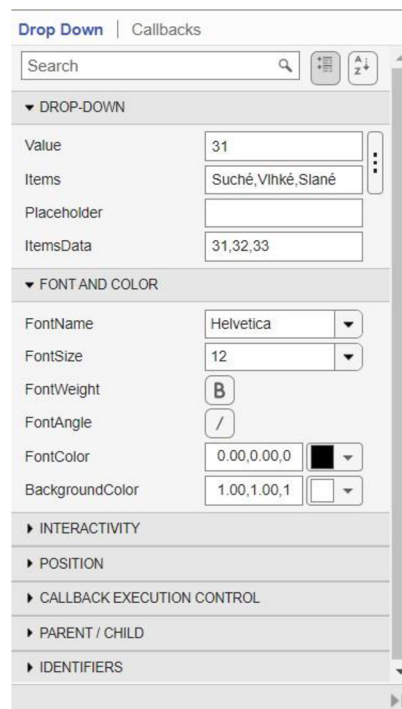 Drop Down | Callbacks
Search
A
Z
DROP-DOWN
Value 31
Items Suché,Vlhké,Slané
Placeholder
ItemsData 31,32,33
FONT AND COLOR
FontName Helvetica
FontSize 12
FontWeight B
FontAngle /
FontColor 0.00,0.00,0
BackgroundColor 1.00,1.00,1
INTERACTIVITY
POSITION
CALLBACK EXECUTION CONTROL
PARENT / CHILD
IDENTIFIERS